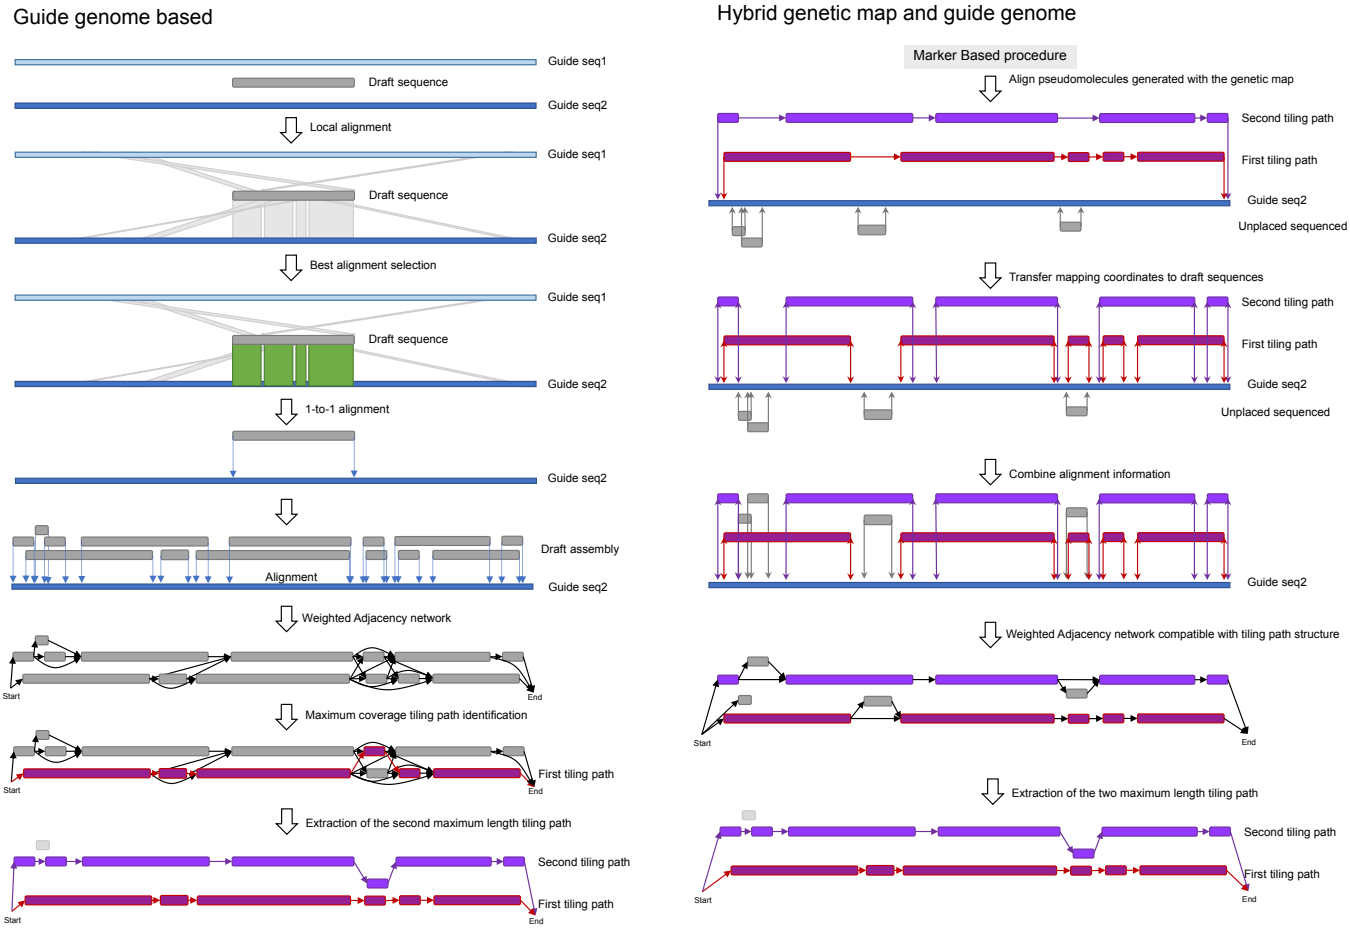 Guide genome based
Guide seq1
Draft sequence
Guide seq2
Local alignment
Guide seq1
Draft sequence
Guide seq2
Best alignment selection
Guide seq1
Draft sequence
Guide seq2
1-to-1 alignment
Guide seq2
Draft assembly
Alignment
Guide seq2
Weighted Adjacency network
Start
End
Maximum coverage tiling path identification
First tiling path
Start
End
Extraction of the second maximum length tiling path
Second tiling path
First tiling path
Start
End
Hybrid genetic map and guide genome
Marker Based procedure
Align pseudomolecules generated with the genetic map
Second tiling path
First tiling path
Guide seq2
Unplaced sequenced
Transfer mapping coordinates to draft sequences
Second tiling path
First tiling path
Guide seq2
Unplaced sequenced
Combine alignment information
Guide seq2
Weighted Adjacency network compatible with tiling path structure
Start
End
Extraction of the two maximum length tiling path
Second tiling path
First tiling path
Start
End